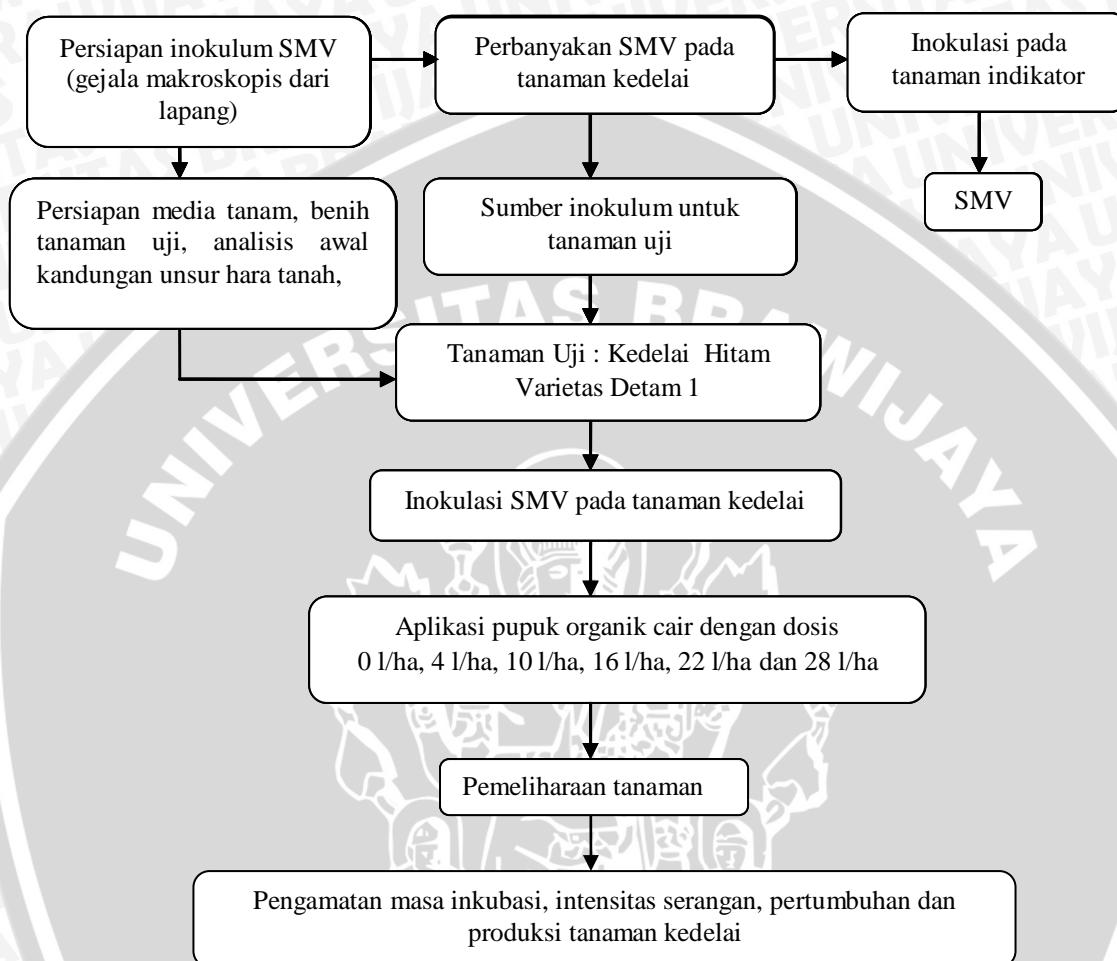 Persiapan inokulum SMV
(gejala makroskopis dari
lapang)
Perbanyakan SMV pada
tanaman kedelai
Inokulasi pada
tanaman indikator
Persiapan media tanam, benih
tanaman uji, analisis awal
kandungan unsur hara tanah,
Sumber inokulum untuk
tanaman uji
SMV
Tanaman Uji : Kedelai Hitam
Varietas Detam 1
Inokulasi SMV pada tanaman kedelai
Aplikasi pupuk organik cair dengan dosis
0 l/ha, 4 l/ha, 10 l/ha, 16 l/ha, 22 l/ha dan 28 l/ha
Pemeliharaan tanaman
Pengamatan masa inkubasi, intensitas serangan, pertumbuhan dan
produksi tanaman kedelai
UNIVERSITAS BRAWIJAYA